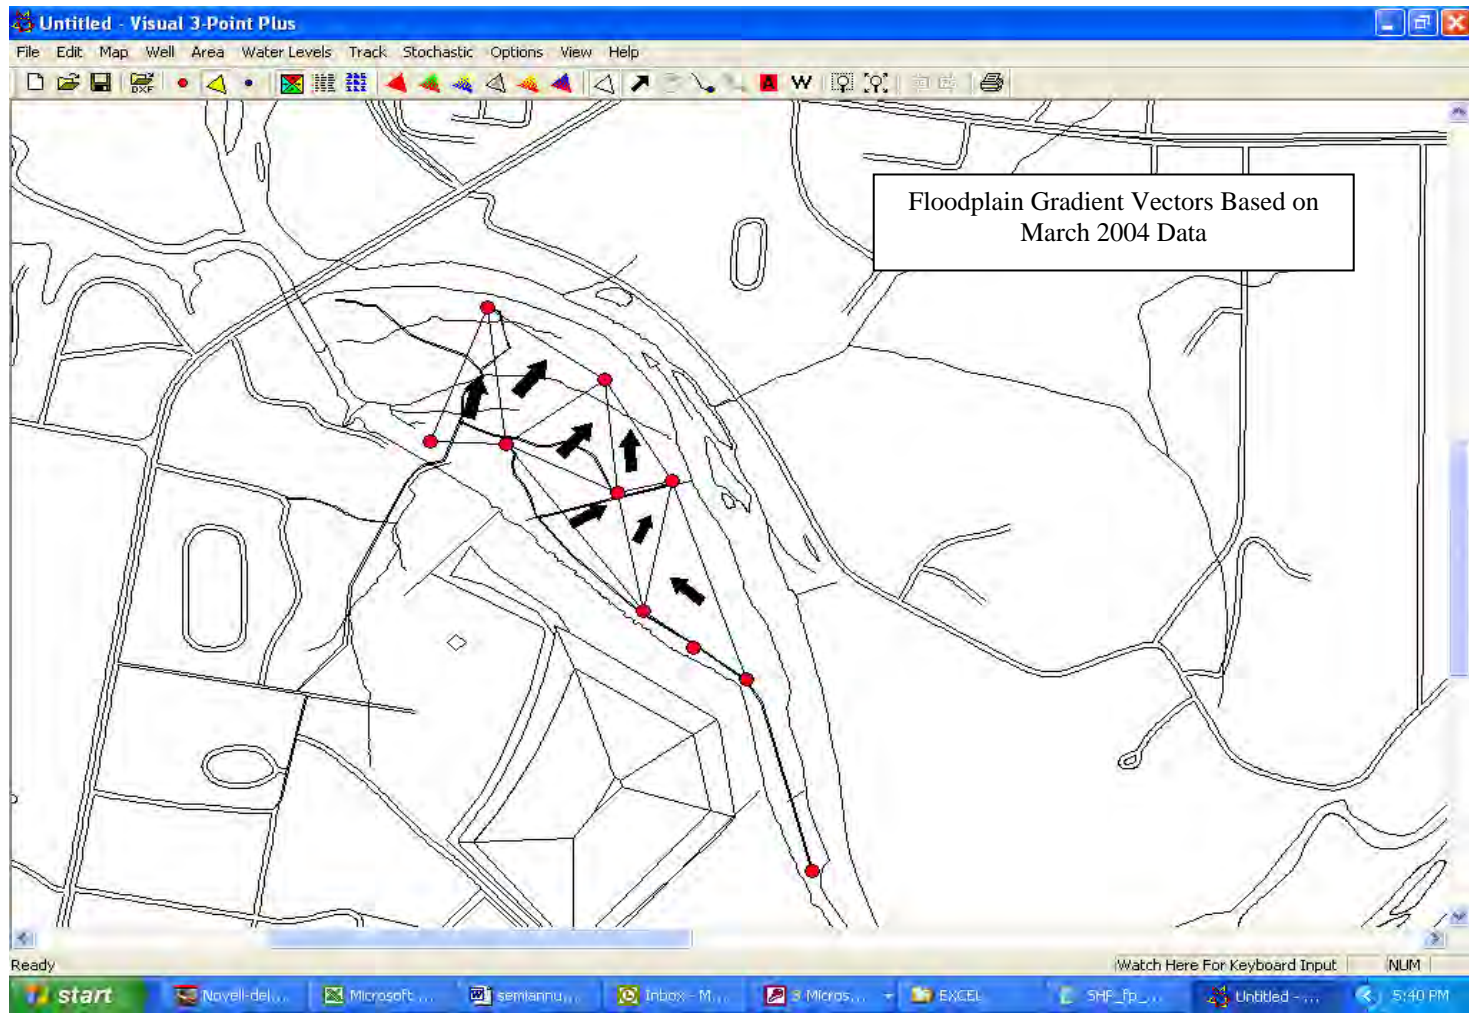 Untitled - Visual 3-Point Plus
File Edit Map Well Area Water Levels Track Stochastic Options View Help
DXF A W
Floodplain Gradient Vectors Based on
March 2004 Data
Ready Watch Here For Keyboard Input NUM
start Novell-del... Microsoft ... semiannu... Inbox - M... 3 Micros... EXCEL SHF_fp_... Untitled - ... 5:40 PM